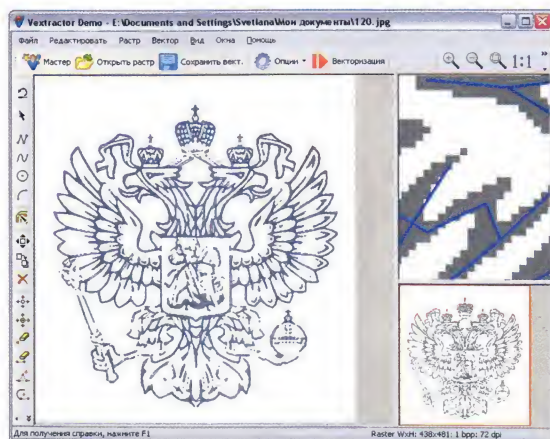 Vextractor Demo - E:\Documents and Settings\Svetlana\Мои документы\120.jpg
Файл Редактировать Растр Вектор Вид Окна Помощь
Мастер Открыть растр Сохранить вект. Опции Векторизация 1:1
Для получения справки, нажмите F1 Raster WxH: 438x481: 1 bpp: 72 dpi